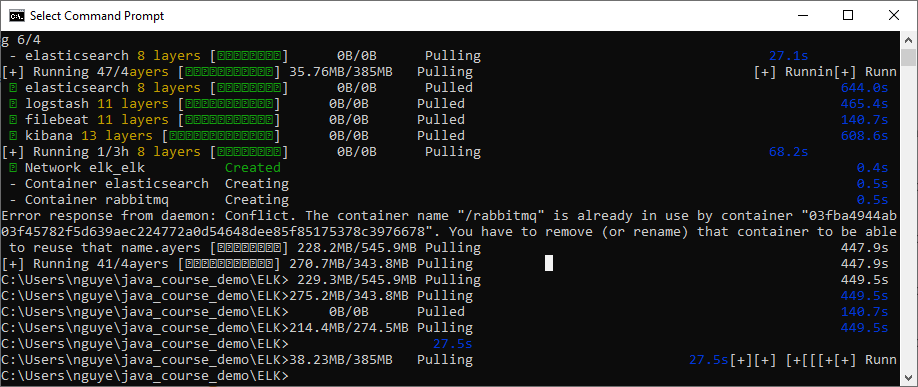 Select Command Prompt
g 6/4
- elasticsearch 8 layers [⍰⍰⍰⍰⍰⍰⍰⍰] 0B/0B Pulling 27.1s
[+] Running 47/4ayers [⍰⍰⍰⍰⍰⍰⍰⍰⍰⍰⍰] 35.76MB/385MB Pulling [+] Runnin[+] Runn
⍰ elasticsearch 8 layers [⍰⍰⍰⍰⍰⍰⍰⍰] 0B/0B Pulled 644.0s
⍰ logstash 11 layers [⍰⍰⍰⍰⍰⍰⍰⍰⍰⍰⍰] 0B/0B Pulled 465.4s
⍰ filebeat 11 layers [⍰⍰⍰⍰⍰⍰⍰⍰⍰⍰⍰] 0B/0B Pulled 140.7s
⍰ kibana 13 layers [⍰⍰⍰⍰⍰⍰⍰⍰⍰⍰⍰⍰⍰] 0B/0B Pulled 608.6s
[+] Running 1/3h 8 layers [⍰⍰⍰⍰⍰⍰⍰⍰] 0B/0B Pulling 68.2s
⍰ Network elk_elk Created 0.4s
- Container elasticsearch Creating 0.5s
- Container rabbitmq Creating 0.5s
Error response from daemon: Conflict. The container name "/rabbitmq" is already in use by container "03fba4944ab
03f45782f5d639aec224772a0d54648dee85f85175378c3976678". You have to remove (or rename) that container to be able
to reuse that name.ayers [⍰⍰⍰⍰⍰⍰⍰⍰⍰⍰⍰] 228.2MB/545.9MB Pulling 447.9s
[+] Running 41/4ayers [⍰⍰⍰⍰⍰⍰⍰⍰⍰⍰⍰] 270.7MB/343.8MB Pulling 447.9s
C:\Users\nguye\java_course_demo\ELK> 229.3MB/545.9MB Pulling 449.5s
C:\Users\nguye\java_course_demo\ELK>275.2MB/343.8MB Pulling 449.5s
C:\Users\nguye\java_course_demo\ELK> 0B/0B Pulled 140.7s
C:\Users\nguye\java_course_demo\ELK>214.4MB/274.5MB Pulling 449.5s
C:\Users\nguye\java_course_demo\ELK> 27.5s
C:\Users\nguye\java_course_demo\ELK>38.23MB/385MB Pulling 27.5s[+][+] [+[[[+[+] Runn
C:\Users\nguye\java_course_demo\ELK>